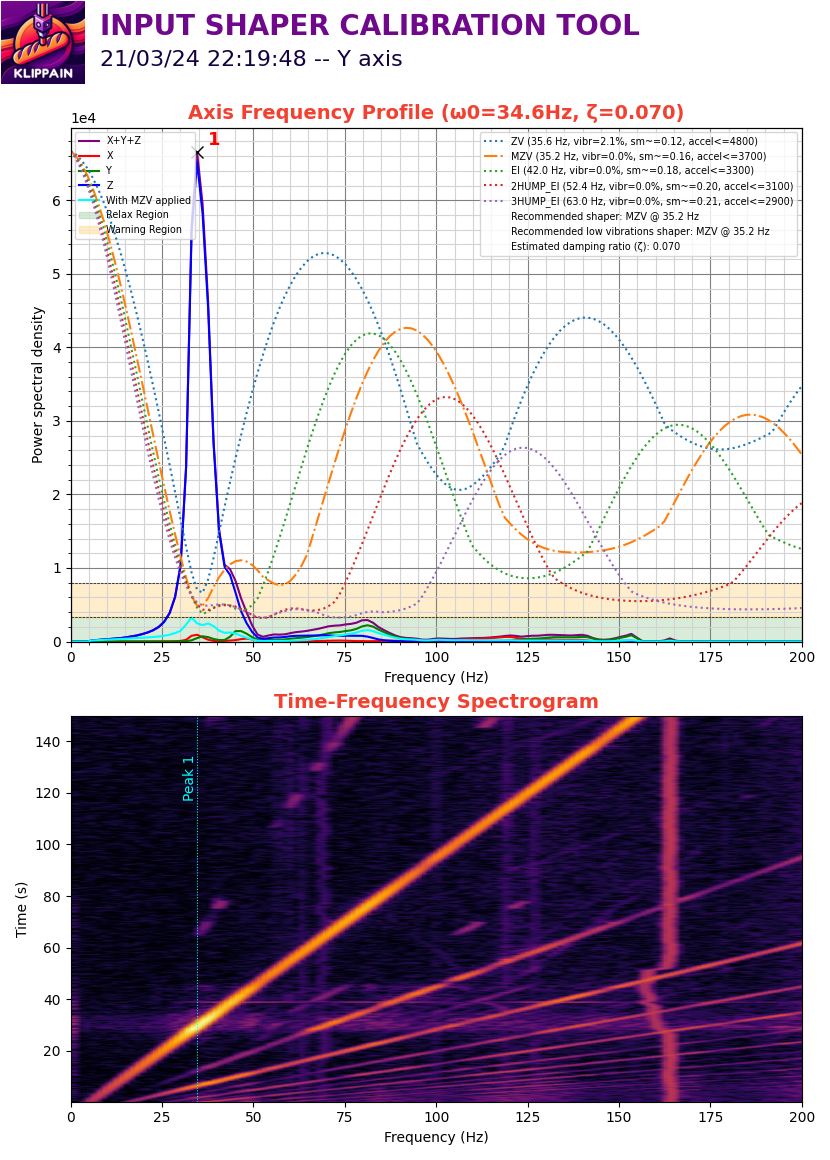 KLIPPAIN
INPUT SHAPER CALIBRATION TOOL
21/03/24 22:19:48 -- Y axis
Axis Frequency Profile (ω0=34.6Hz, ζ=0.070)
1e4
1
X+Y+Z
X
Y
Z
With MZV applied
Relax Region
Warning Region
ZV (35.6 Hz, vibr=2.1%, sm~=0.12, accel<=4800)
MZV (35.2 Hz, vibr=0.0%, sm~=0.16, accel<=3700)
EI (42.0 Hz, vibr=0.0%, sm~=0.18, accel<=3300)
2HUMP_EI (52.4 Hz, vibr=0.0%, sm~=0.20, accel<=3100)
3HUMP_EI (63.0 Hz, vibr=0.0%, sm~=0.21, accel<=2900)
Recommended shaper: MZV @ 35.2 Hz
Recommended low vibrations shaper: MZV @ 35.2 Hz
Estimated damping ratio (ζ): 0.070
Power spectral density
6
5
4
3
2
1
0
0 25 50 75 100 125 150 175 200
Frequency (Hz)
Time-Frequency Spectrogram
Peak 1
Time (s)
140
120
100
80
60
40
20
0 25 50 75 100 125 150 175 200
Frequency (Hz)